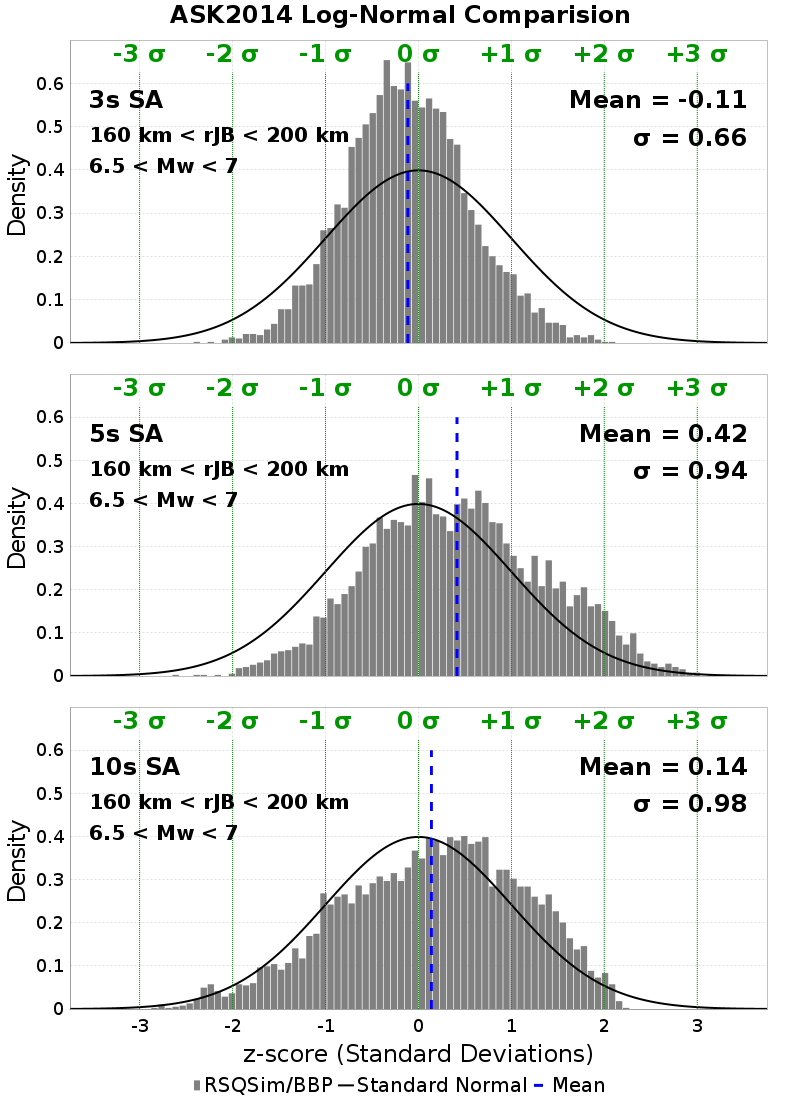 ASK2014 Log-Normal Comparision
-3 σ -2 σ -1 σ 0 σ +1 σ +2 σ +3 σ
3s SA
Mean = -0.11
160 km < rJB < 200 km
σ = 0.66
6.5 < Mw < 7
Density
0.6
0.5
0.4
0.3
0.2
0.1
0
-3 σ -2 σ -1 σ 0 σ +1 σ +2 σ +3 σ
5s SA
Mean = 0.42
160 km < rJB < 200 km
σ = 0.94
6.5 < Mw < 7
Density
0.6
0.5
0.4
0.3
0.2
0.1
0
-3 σ -2 σ -1 σ 0 σ +1 σ +2 σ +3 σ
10s SA
Mean = 0.14
160 km < rJB < 200 km
σ = 0.98
6.5 < Mw < 7
Density
0.6
0.5
0.4
0.3
0.2
0.1
0
-3 -2 -1 0 1 2 3
z-score (Standard Deviations)
RSQSim/BBP Standard Normal Mean